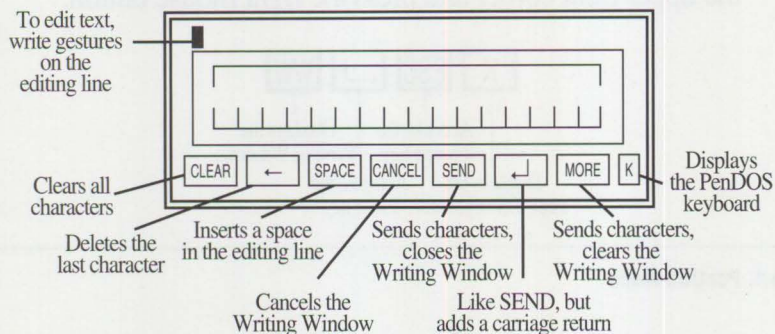 To edit text,
write gestures
on the
editing line
CLEAR
←
SPACE
CANCEL
SEND
↵
MORE
K
Clears all
characters
Deletes the
last character
Inserts a space
in the editing line
Cancels the
Writing Window
Sends characters,
closes the
Writing Window
Like SEND, but
adds a carriage return
Sends characters,
clears the
Writing Window
Displays
the PenDOS
keyboard